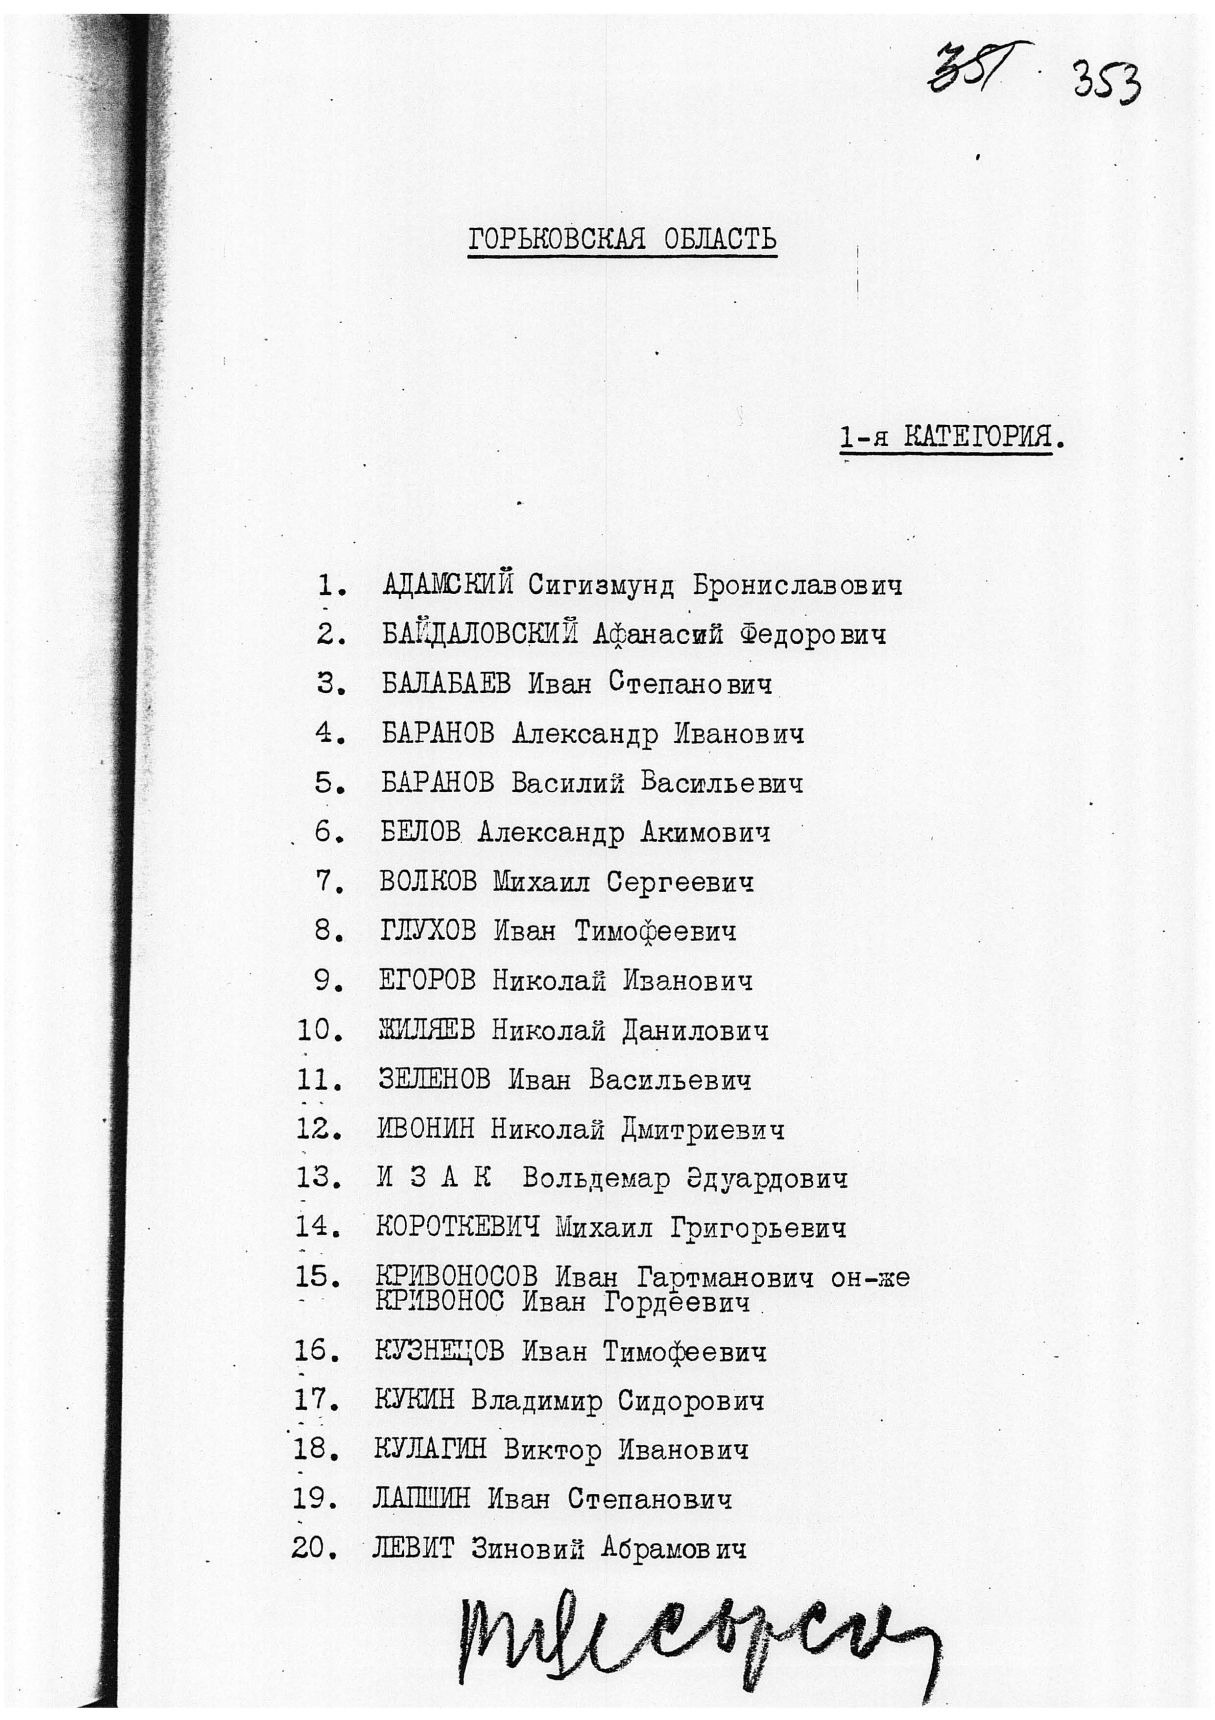 351 353
ГОРЬКОВСКАЯ ОБЛАСТЬ
1-я КАТЕГОРИЯ.
1. АДАМСКИЙ Сигизмунд Брониславович
2. БАЙДАЛОВСКИЙ Афанасий Федорович
3. БАЛАБАЕВ Иван Степанович
4. БАРАНОВ Александр Иванович
5. БАРАНОВ Василий Васильевич
6. БЕЛОВ Александр Акимович
7. ВОЛКОВ Михаил Сергеевич
8. ГЛУХОВ Иван Тимофеевич
9. ЕГОРОВ Николай Иванович
10. ЖИЛЯЕВ Николай Данилович
11. ЗЕЛЕНОВ Иван Васильевич
12. ИВОНИН Николай Дмитриевич
13. И З А К Вольдемар Эдуардович
14. КОРОТКЕВИЧ Михаил Григорьевич
15. КРИВОНОСОВ Иван Гартманович он-же
КРИВОНОС Иван Гордеевич
16. КУЗНЕЦОВ Иван Тимофеевич
17. КУКИН Владимир Сидорович
18. КУЛАГИН Виктор Иванович
19. ЛАПШИН Иван Степанович
20. ЛЕВИТ Зиновий Абрамович